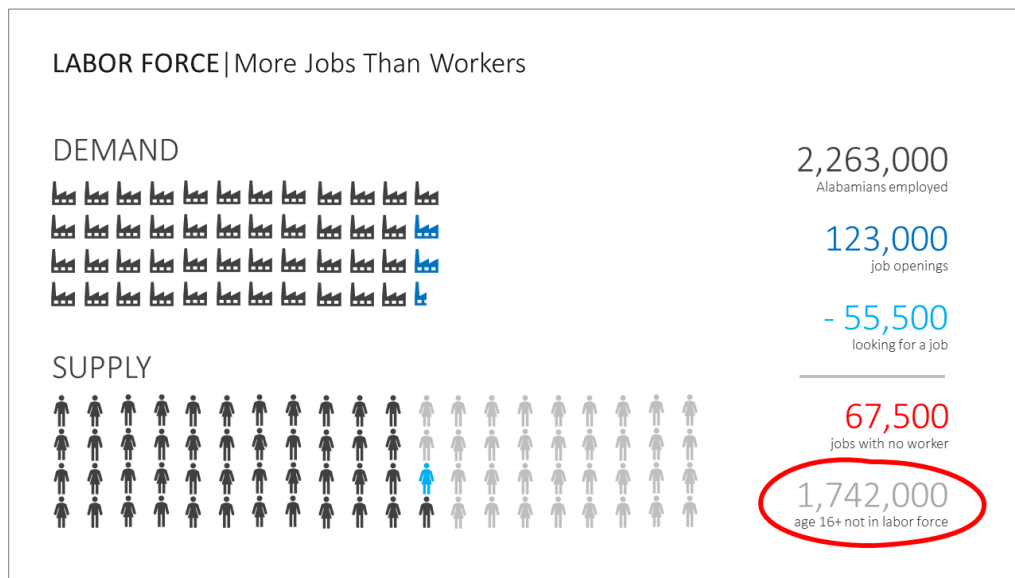 LABOR FORCE|More Jobs Than Workers
DEMAND
2,263,000
Alabamians employed
123,000
job openings
- 55,500
looking for a job
SUPPLY
67,500
jobs with no worker
1,742,000
age 16+ not in labor force